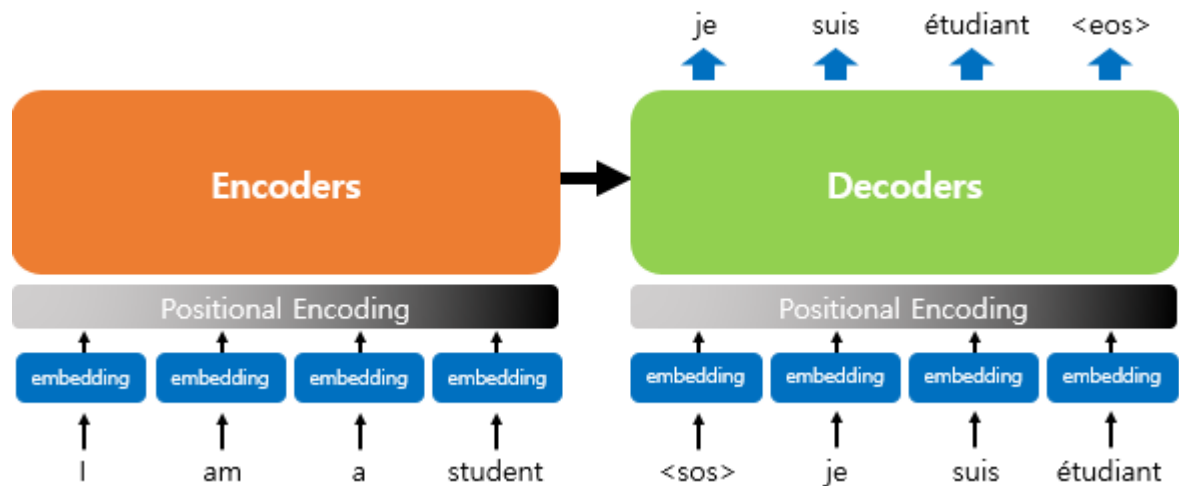 je suis étudiant <eos>
Encoders
Decoders
Positional Encoding
Positional Encoding
embedding embedding embedding embedding
embedding embedding embedding embedding
I am a student
<sos> je suis étudiant